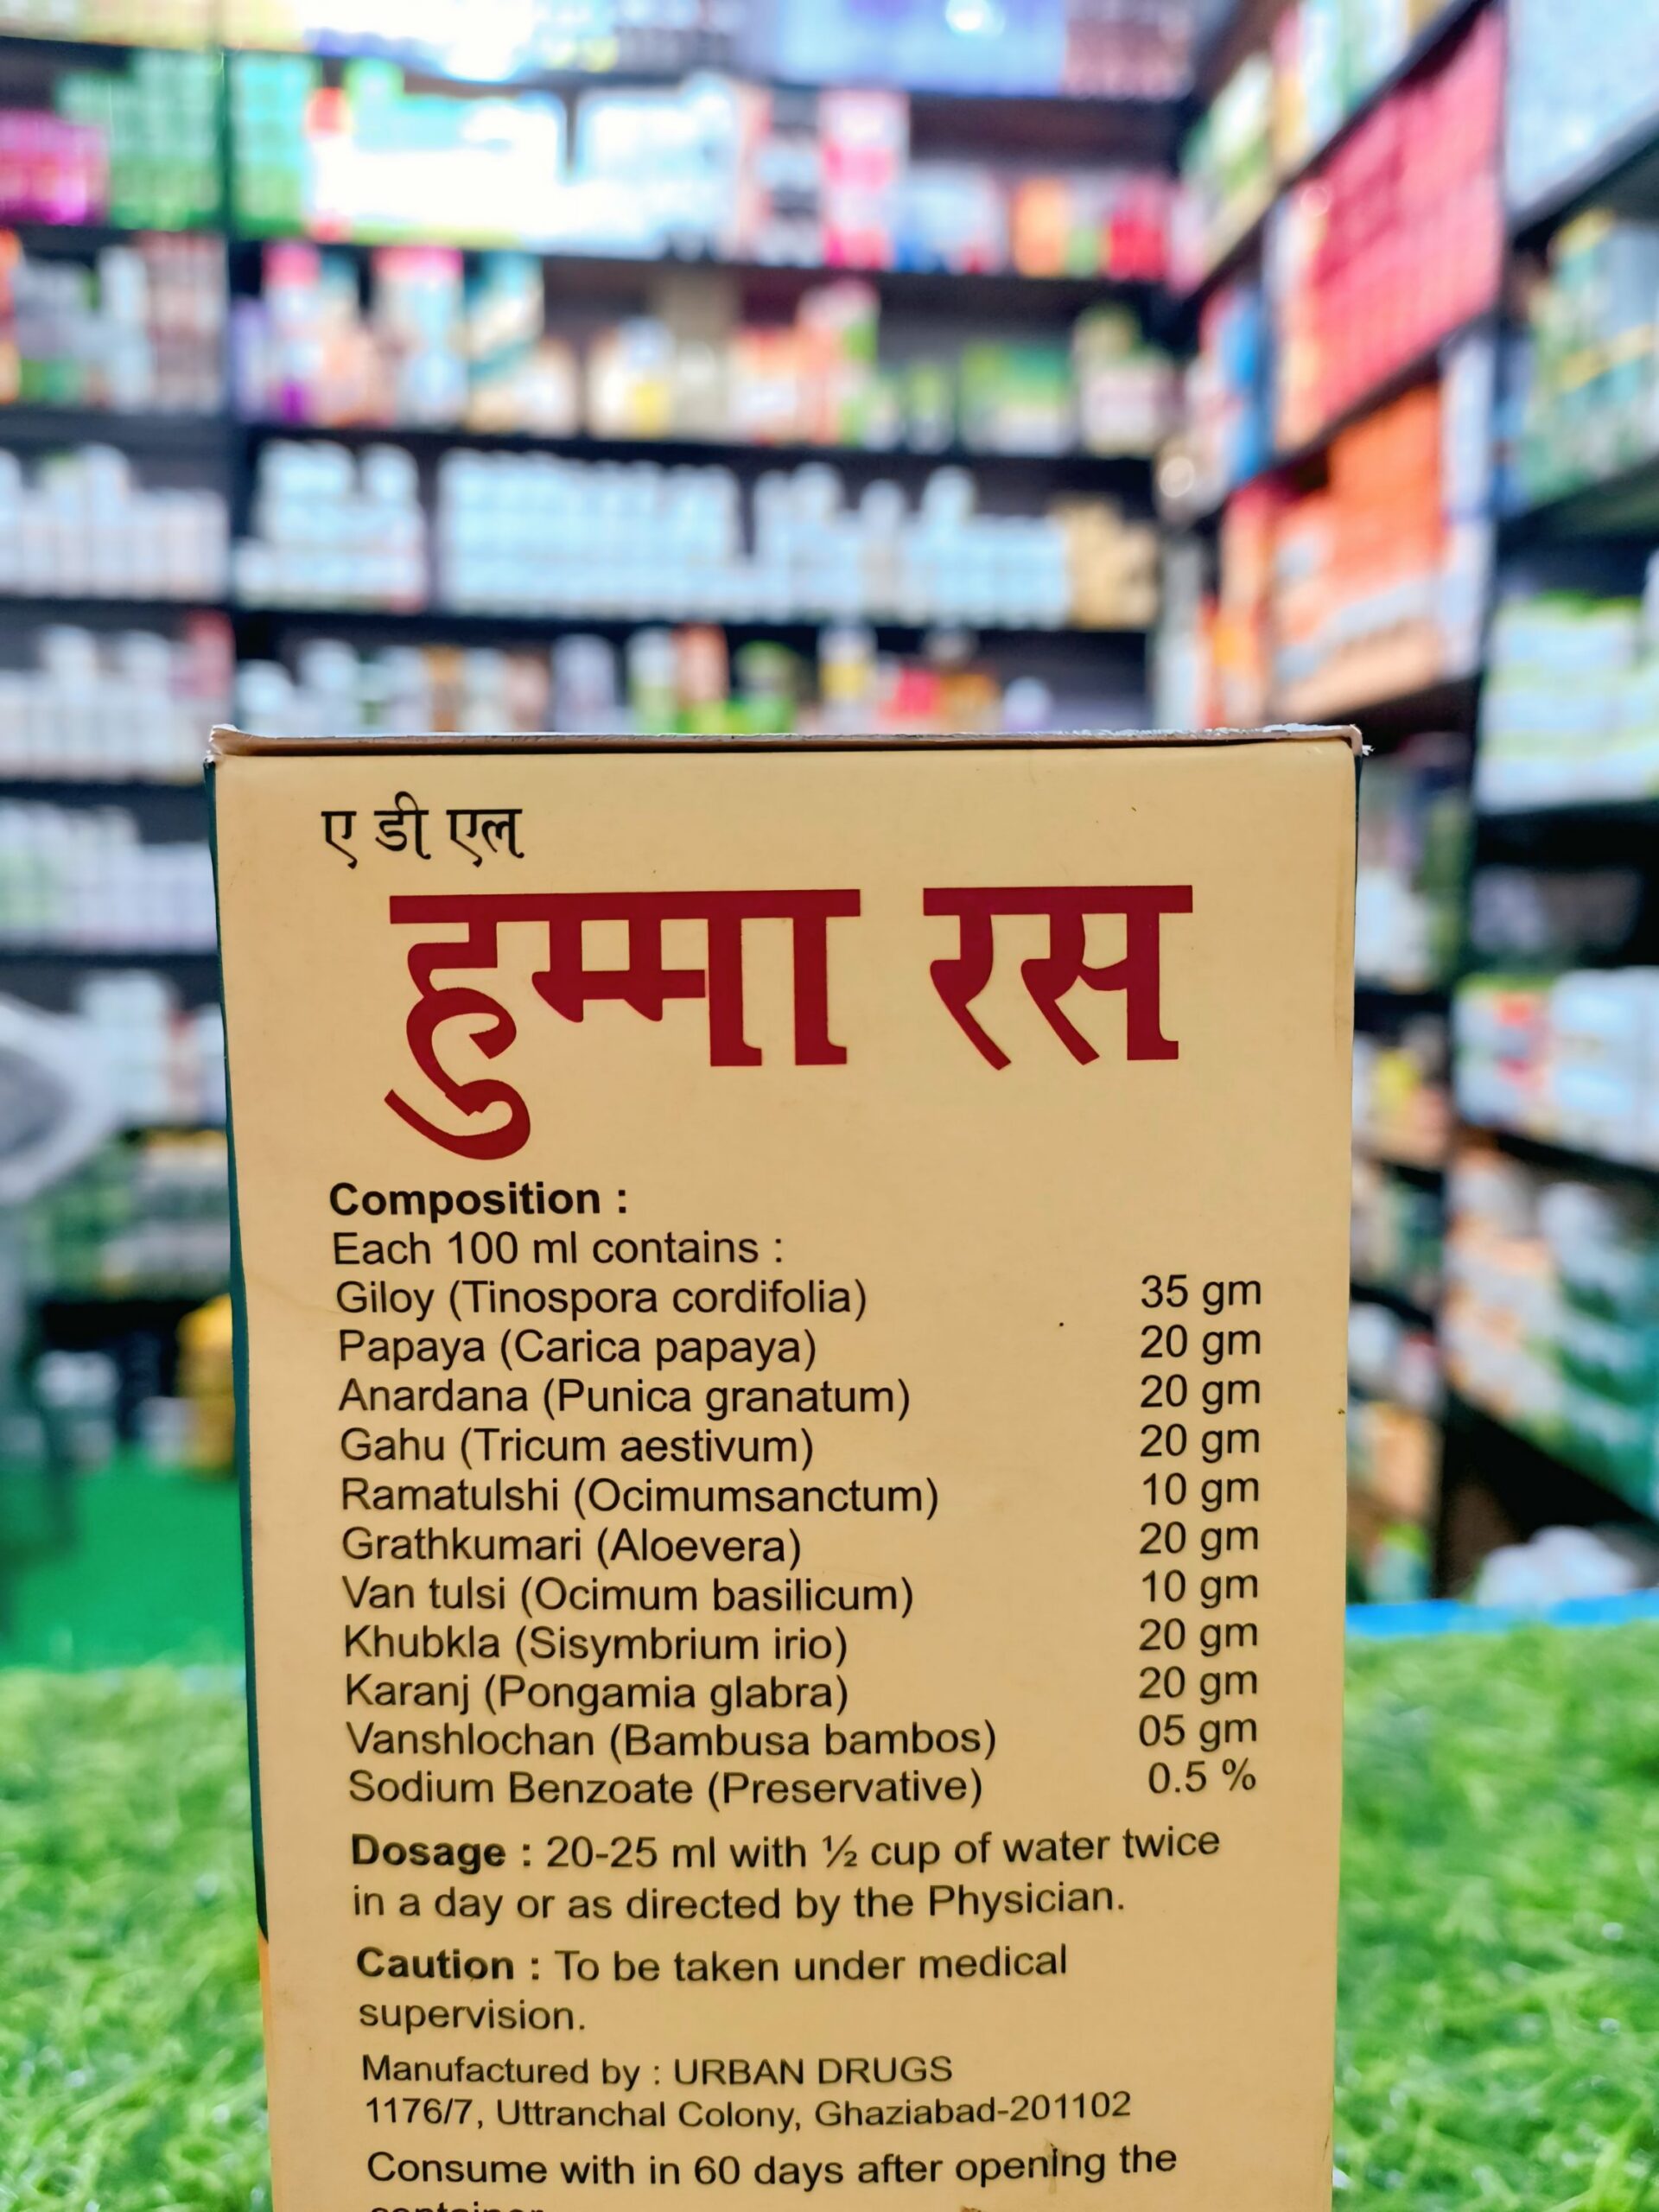 ए डी एल
हुम्मा रस
Composition :
Each 100 ml contains :
Giloy (Tinospora cordifolia) 35 gm
Papaya (Carica papaya) 20 gm
Anardana (Punica granatum) 20 gm
Gahu (Tricum aestivum) 20 gm
Ramatulshi (Ocimumsanctum) 10 gm
Grathkumari (Aloevera) 20 gm
Van tulsi (Ocimum basilicum) 10 gm
Khubkla (Sisymbrium irio) 20 gm
Karanj (Pongamia glabra) 20 gm
Vanshlochan (Bambusa bambos) 05 gm
Sodium Benzoate (Preservative) 0.5 %
Dosage : 20-25 ml with ½ cup of water twice
in a day or as directed by the Physician.
Caution : To be taken under medical
supervision.
Manufactured by : URBAN DRUGS
1176/7, Uttranchal Colony, Ghaziabad-201102
Consume with in 60 days after opening the